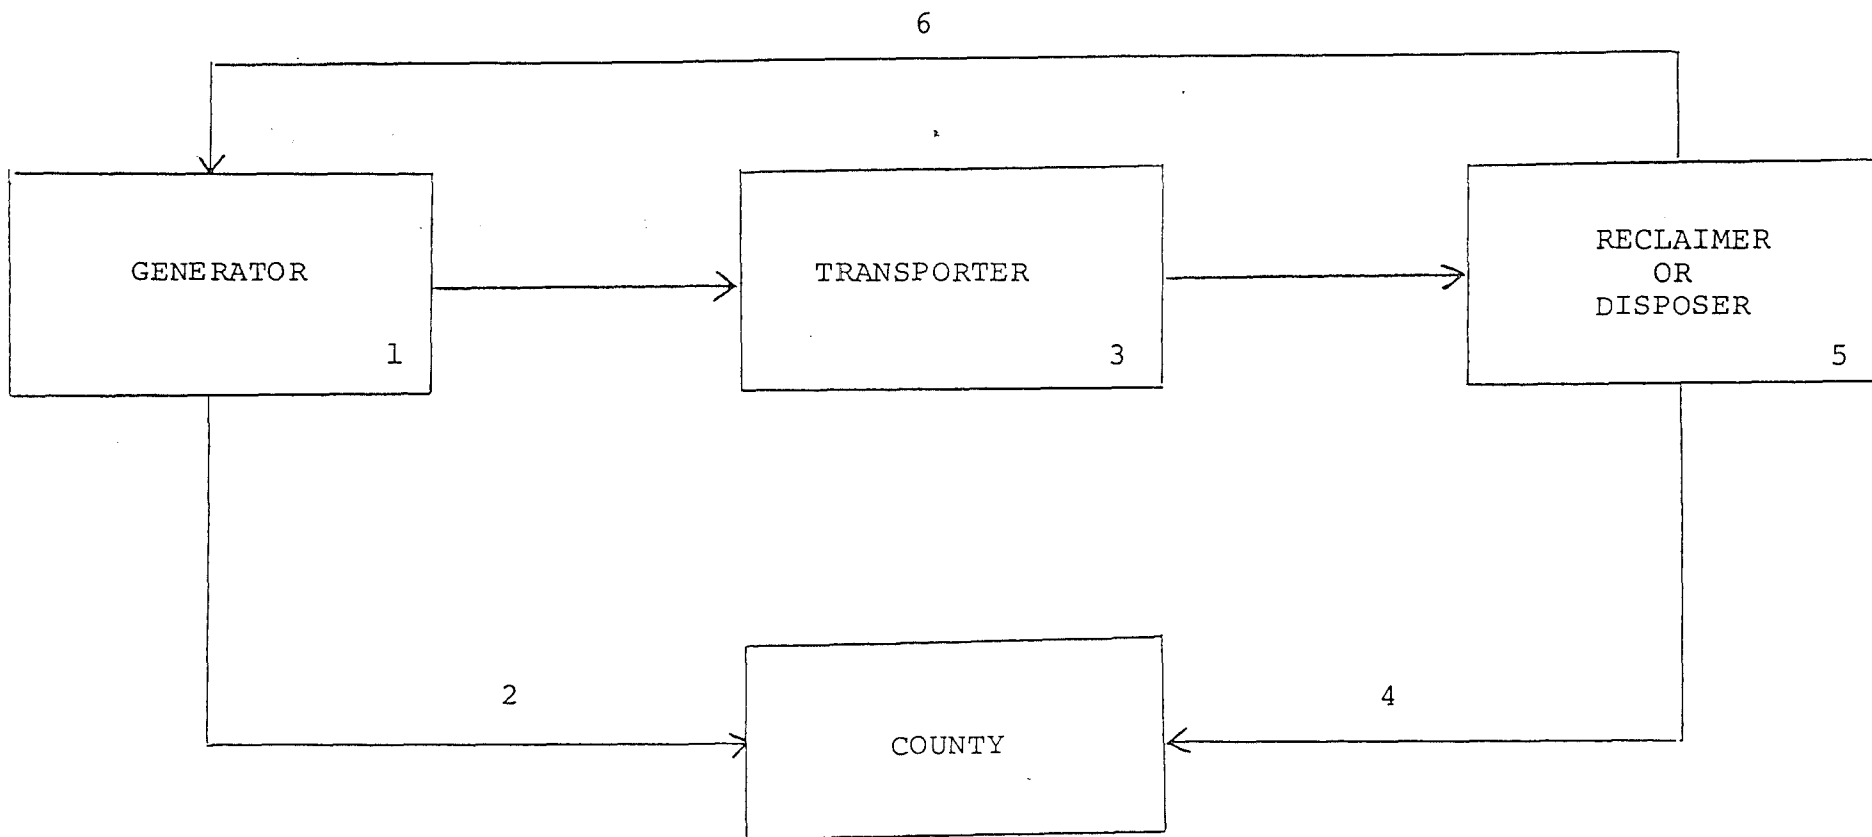 6
GENERATOR
1
TRANSPORTER
3
RECLAIMER
OR
DISPOSER
5
2
4
COUNTY